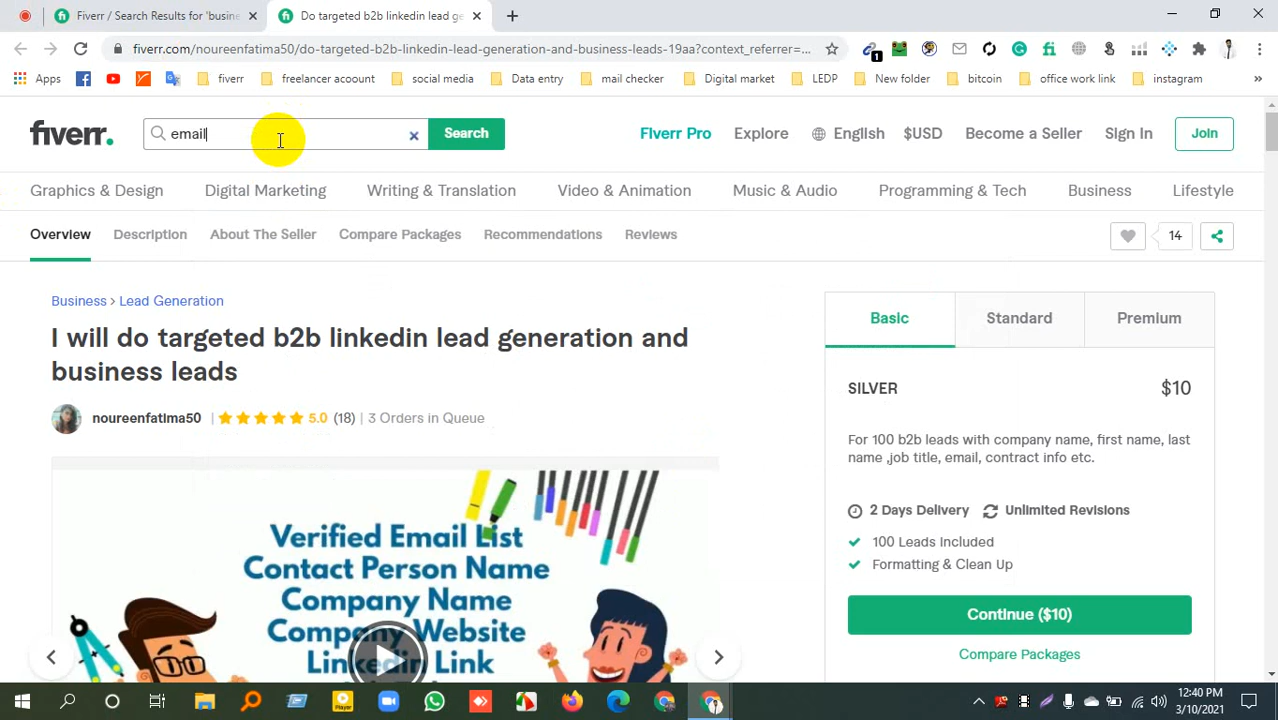 Fiverr / Search Results for 'busine
Do targeted b2b linkedin lead ge
fiverr.com/noureenfatima50/do-targeted-b2b-linkedin-lead-generation-and-business-leads-19aa?context_referrer=...
1
Apps
fiverr
freelancer acoount
social media
Data entry
mail checker
Digital market
LEDP
New folder
bitcoin
office work link
instagram
»
fiverr.
email
Search
Fiverr Pro
Explore
English
$USD
Become a Seller
Sign In
Join
Graphics & Design
Digital Marketing
Writing & Translation
Video & Animation
Music & Audio
Programming & Tech
Business
Lifestyle
Overview
Description
About The Seller
Compare Packages
Recommendations
Reviews
14
Business > Lead Generation
I will do targeted b2b linkedin lead generation and
business leads
noureenfatima50 | 5.0 (18) | 3 Orders in Queue
Verified Email List
Contact Person Name
Company Name
Company Website
Linkedin Link
Basic
Standard
Premium
SILVER
$10
For 100 b2b leads with company name, first name, last
name ,job title, email, contract info etc.
2 Days Delivery
Unlimited Revisions
100 Leads Included
Formatting & Clean Up
Continue ($10)
Compare Packages
Player
12:40 PM
3/10/2021